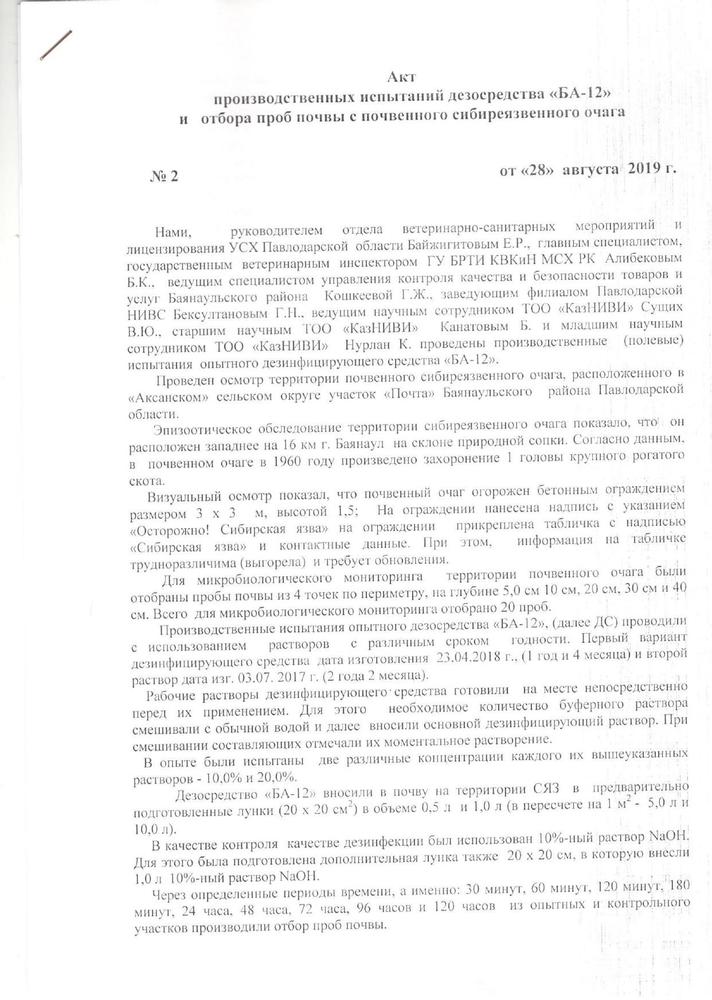 Акт
производственных испытаний дезосредства «БА-12»
и отбора проб почвы с почвенного сибиреязвенного очага
№ 2
от «28» августа 2019 г.
Нами, руководителем отдела ветеринарно-санитарных мероприятий и
лицензирования УСХ Павлодарской области Байжигитовым Е.Р., главным специалистом,
государственным ветеринарным инспектором ГУ БРТИ КВКиН МСХ РК Алибековым
Б.К., ведущим специалистом управления контроля качества и безопасности товаров и
услуг Баянаульского района Кошкеевой Г.Ж., заведующим филиалом Павлодарской
НИВС Бексултановым Г.Н., ведущим научным сотрудником ТОО «КазНИВИ» Сущих
В.Ю., старшим научным ТОО «КазНИВИ» Канатовым Б. и младшим научным
сотрудником ТОО «КазНИВИ» Нурлан К. проведены производственные (полевые)
испытания опытного дезинфицирующего средства «БА-12».
Проведен осмотр территории почвенного сибиреязвенного очага, расположенного в
«Аксанском» сельском округе участок «Почта» Баянаульского района Павлодарской
области.
Эпизоотическое обследование территории сибиреязвенного очага показало, что он
расположен западнее на 16 км г. Баянаул на склоне природной сопки. Согласно данным,
в почвенном очаге в 1960 году произведено захоронение 1 головы крупного рогатого
скота.
Визуальный осмотр показал, что почвенный очаг огорожен бетонным ограждением
размером 3 х 3 м, высотой 1,5; На ограждении нанесена надпись с указанием
«Осторожно! Сибирская язва» на ограждении прикреплена табличка с надписью
«Сибирская язва» и контактные данные. При этом, информация на табличке
трудноразличима (выгорела) и требует обновления.
Для микробиологического мониторинга территории почвенного очага были
отобраны пробы почвы из 4 точек по периметру, на глубине 5,0 см 10 см, 20 см, 30 см и 40
см. Всего для микробиологического мониторинга отобрано 20 проб.
Производственные испытания опытного дезосредства «БА-12», (далее ДС) проводили
с использованием растворов с различным сроком годности. Первый вариант
дезинфицирующего средства дата изготовления 23.04.2018 г., (1 год и 4 месяца) и второй
раствор дата изг. 03.07. 2017 г. (2 года 2 месяца).
Рабочие растворы дезинфицирующего средства готовили на месте непосредственно
перед их применением. Для этого необходимое количество буферного раствора
смешивали с обычной водой и далее вносили основной дезинфицирующий раствор. При
смешивании составляющих отмечали их моментальное растворение.
В опыте были испытаны две различные концентрации каждого их вышеуказанных
растворов - 10,0% и 20,0%.
Дезосредство «БА-12» вносили в почву на территории СЯЗ в предварительно
подготовленные лунки (20 х 20 см²) в объеме 0,5 л и 1,0 л (в пересчете на 1 м² - 5,0 л и
10,0 л).
В качестве контроля качестве дезинфекции был использован 10%-ный раствор NaOH.
Для этого была подготовлена дополнительная лунка также 20 х 20 см, в которую внесли
1,0 л 10%-ный раствор NaOH.
Через определенные периоды времени, а именно: 30 минут, 60 минут, 120 минут, 180
минут, 24 часа, 48 часа, 72 часа, 96 часов и 120 часов из опытных и контрольного
участков производили отбор проб почвы.